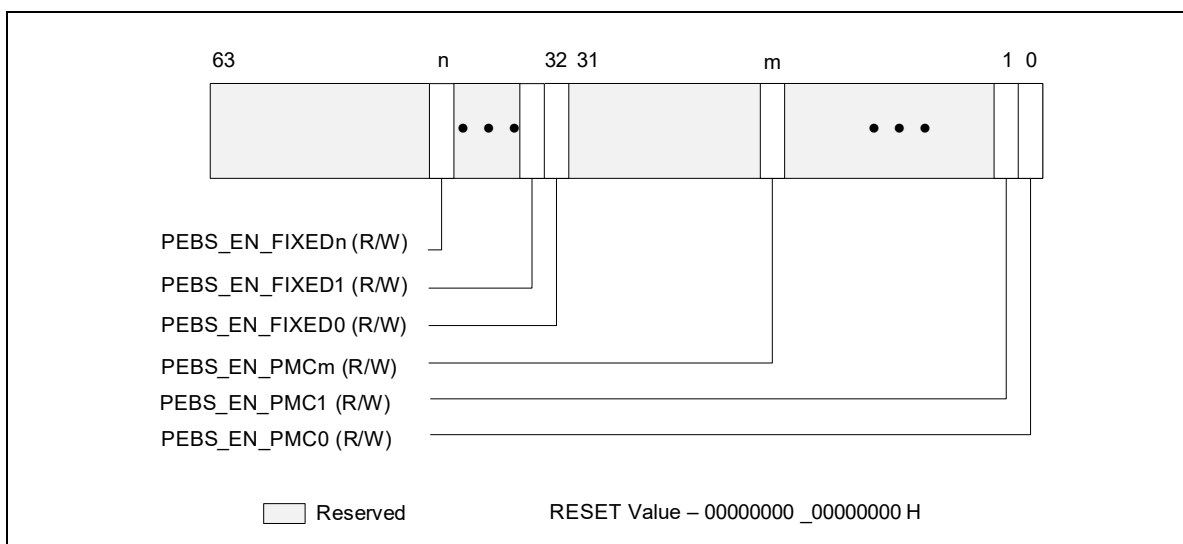 63 n 32 31 m 1 0
PEBS_EN_FIXEDn (R/W)
PEBS_EN_FIXED1 (R/W)
PEBS_EN_FIXED0 (R/W)
PEBS_EN_PMCm (R/W)
PEBS_EN_PMC1 (R/W)
PEBS_EN_PMC0 (R/W)
Reserved RESET Value – 00000000 _00000000 H